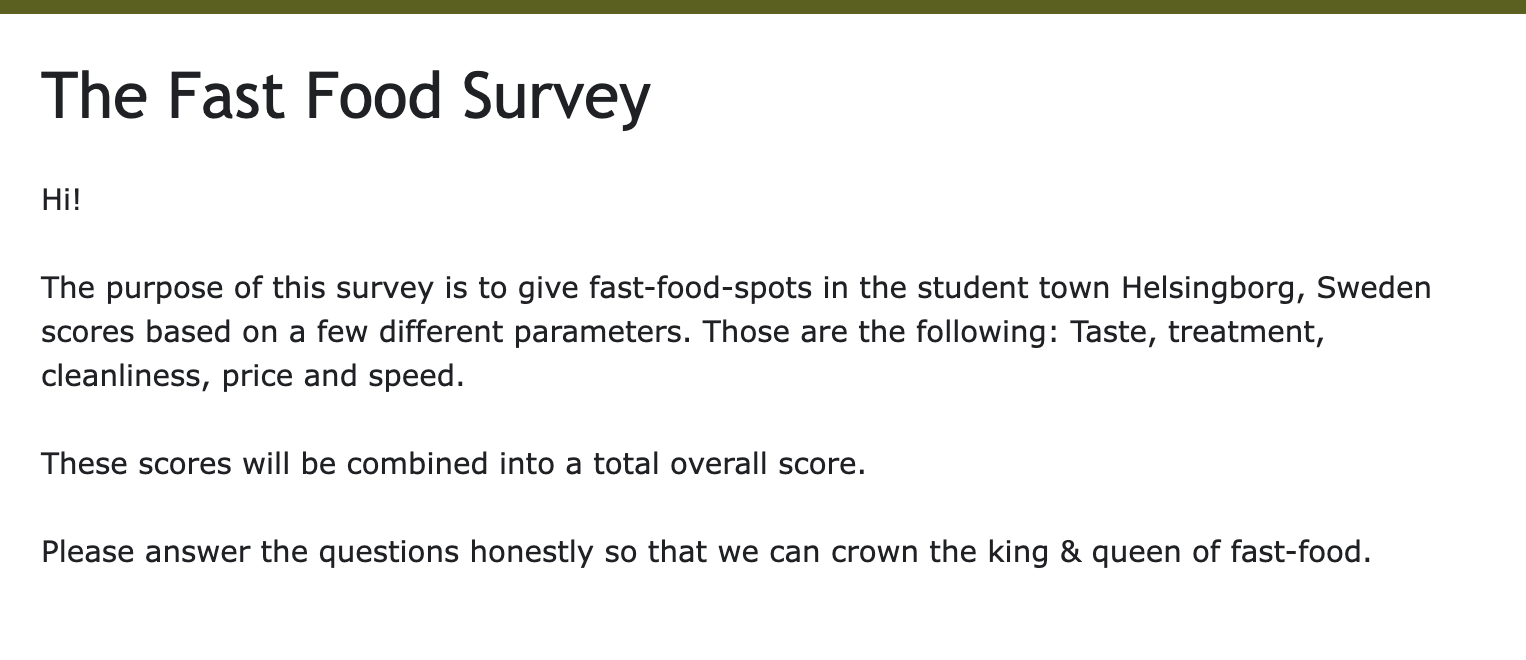 The Fast Food Survey
Hi!
The purpose of this survey is to give fast-food-spots in the student town Helsingborg, Sweden
scores based on a few different parameters. Those are the following: Taste, treatment,
cleanliness, price and speed.
These scores will be combined into a total overall score.
Please answer the questions honestly so that we can crown the king & queen of fast-food.